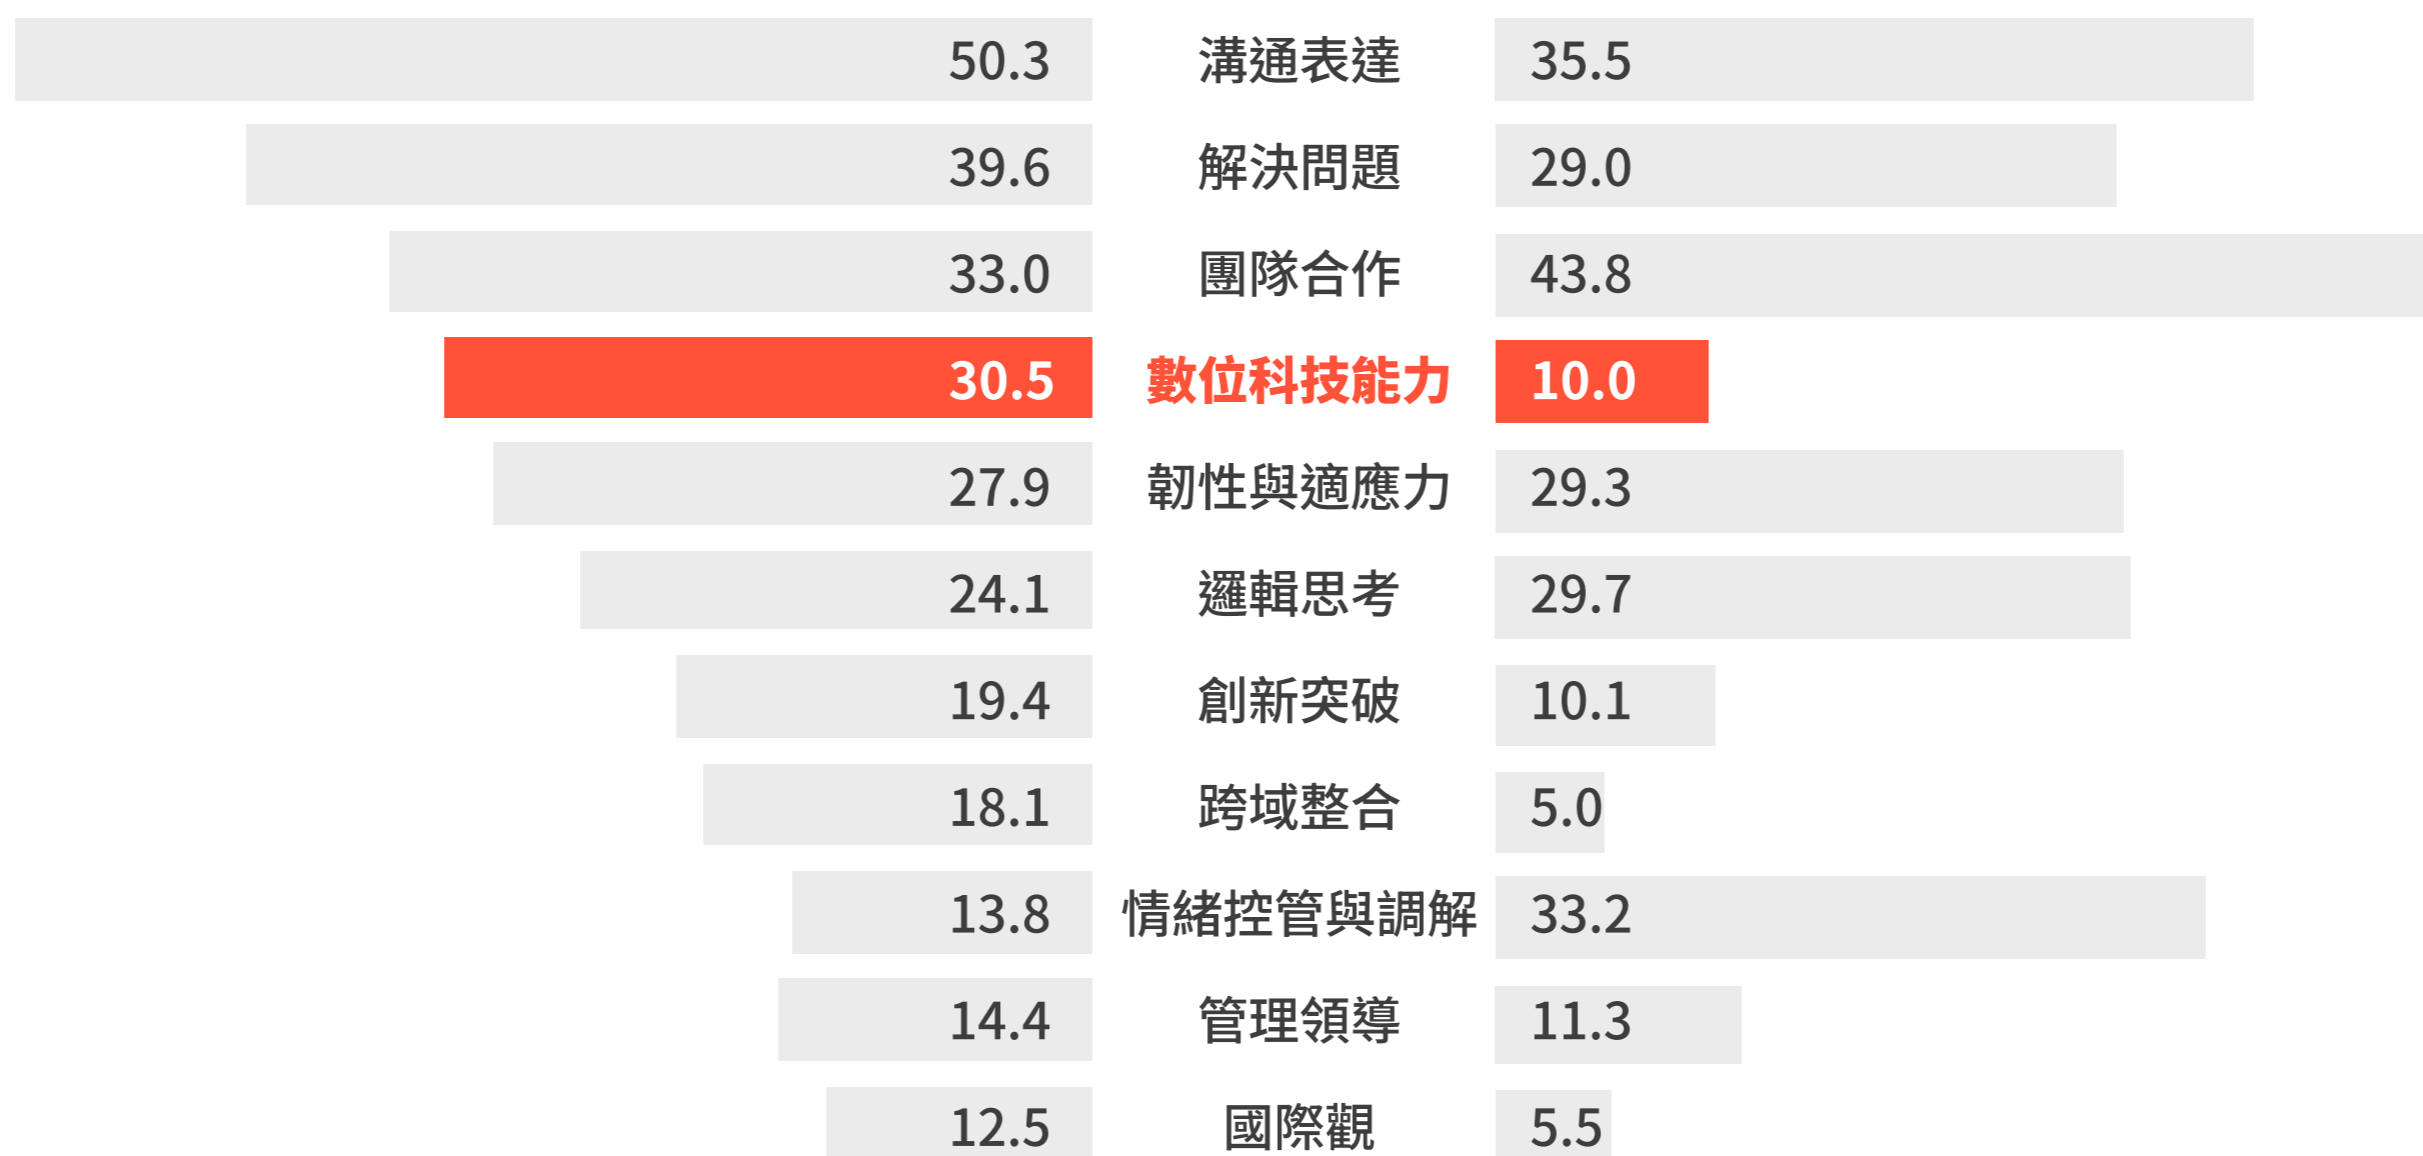 50.3 溝通表達 35.5
39.6 解決問題 29.0
33.0 團隊合作 43.8
30.5 數位科技能力 10.0
27.9 韌性與適應力 29.3
24.1 邏輯思考 29.7
19.4 創新突破 10.1
18.1 跨域整合 5.0
13.8 情緒控管與調解 33.2
14.4 管理領導 11.3
12.5 國際觀 5.5